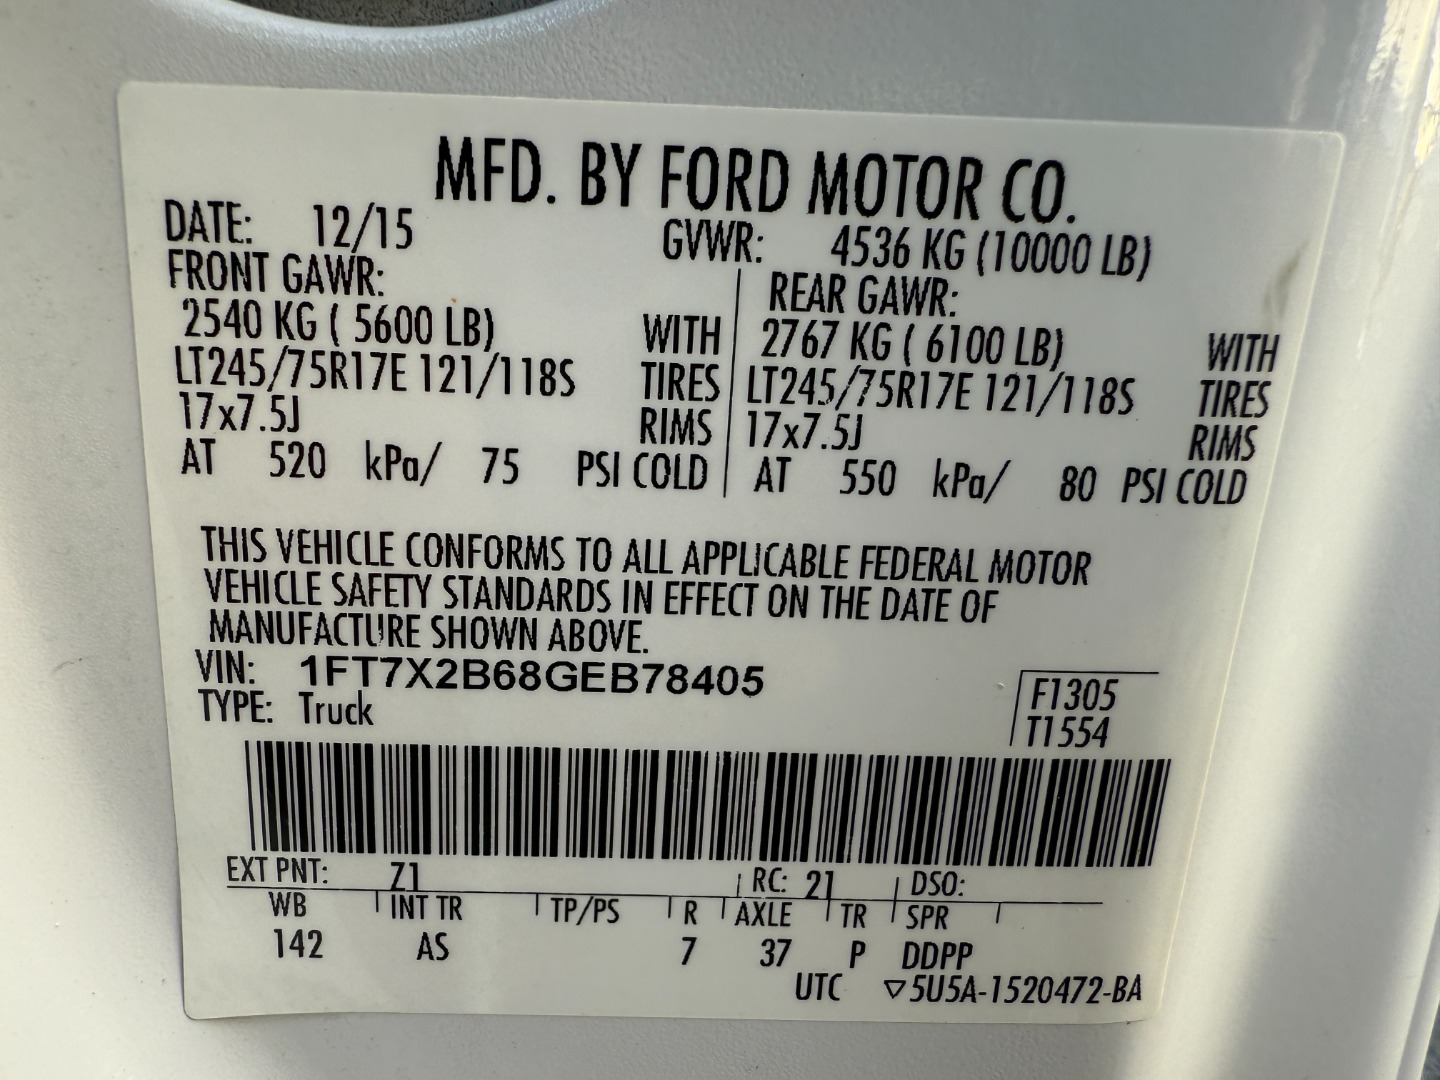 MFD. BY FORD MOTOR CO.
DATE: 12/15 GVWR: 4536 KG (10000 LB)
FRONT GAWR: REAR GAWR:
2540 KG ( 5600 LB) WITH 2767 KG ( 6100 LB) WITH
LT245/75R17E 121/118S TIRES LT245/75R17E 121/118S TIRES
17x7.5J RIMS 17x7.5J RIMS
AT 520 kPa/ 75 PSI COLD AT 550 kPa/ 80 PSI COLD
THIS VEHICLE CONFORMS TO ALL APPLICABLE FEDERAL MOTOR
VEHICLE SAFETY STANDARDS IN EFFECT ON THE DATE OF
MANUFACTURE SHOWN ABOVE.
VIN: 1FT7X2B68GEB78405
TYPE: Truck
F1305
T1554
EXT PNT: Z1 RC: 21 DSO:
WB INT TR TP/PS R AXLE TR SPR
142 AS 7 37 P DDPP
UTC ▽5U5A-1520472-BA